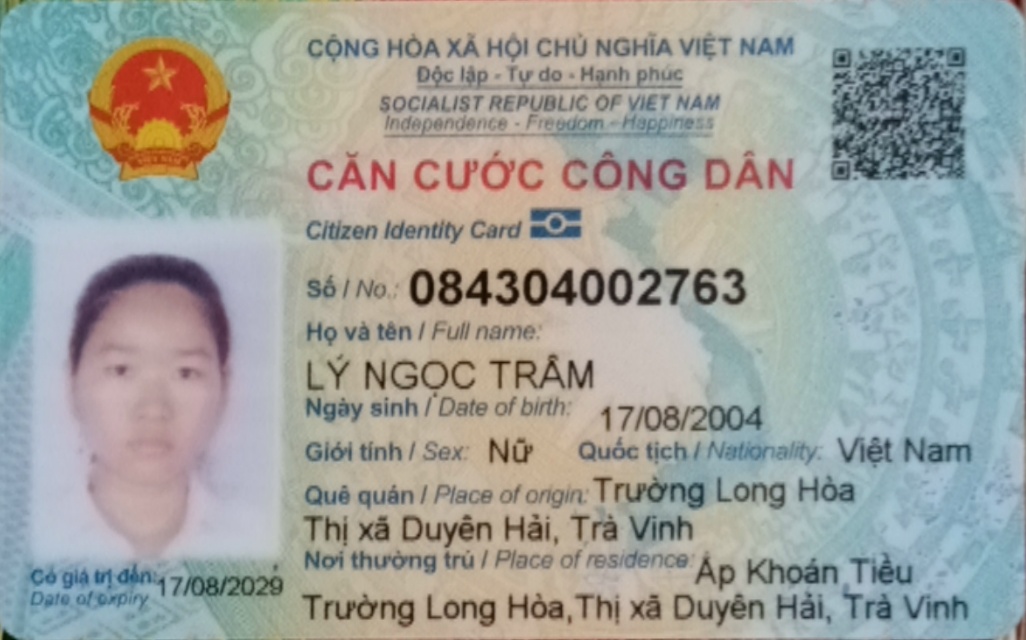 CỘNG HÒA XÃ HỘI CHỦ NGHĨA VIỆT NAM
Độc lập - Tự do - Hạnh phúc
SOCIALIST REPUBLIC OF VIET NAM
Independence - Freedom - Happiness
CĂN CƯỚC CÔNG DÂN
Citizen Identity Card
Số / No.: 084304002763
Họ và tên / Full name:
LÝ NGỌC TRÂM
Ngày sinh / Date of birth: 17/08/2004
Giới tính / Sex: Nữ Quốc tịch / Nationality: Việt Nam
Quê quán / Place of origin: Trường Long Hòa
Thị xã Duyên Hải, Trà Vinh
Nơi thường trú / Place of residence: Ấp Khoán Tiều
Trường Long Hòa, Thị xã Duyên Hải, Trà Vinh
Có giá trị đến: 17/08/2029
Date of expiry
VIỆT NAM